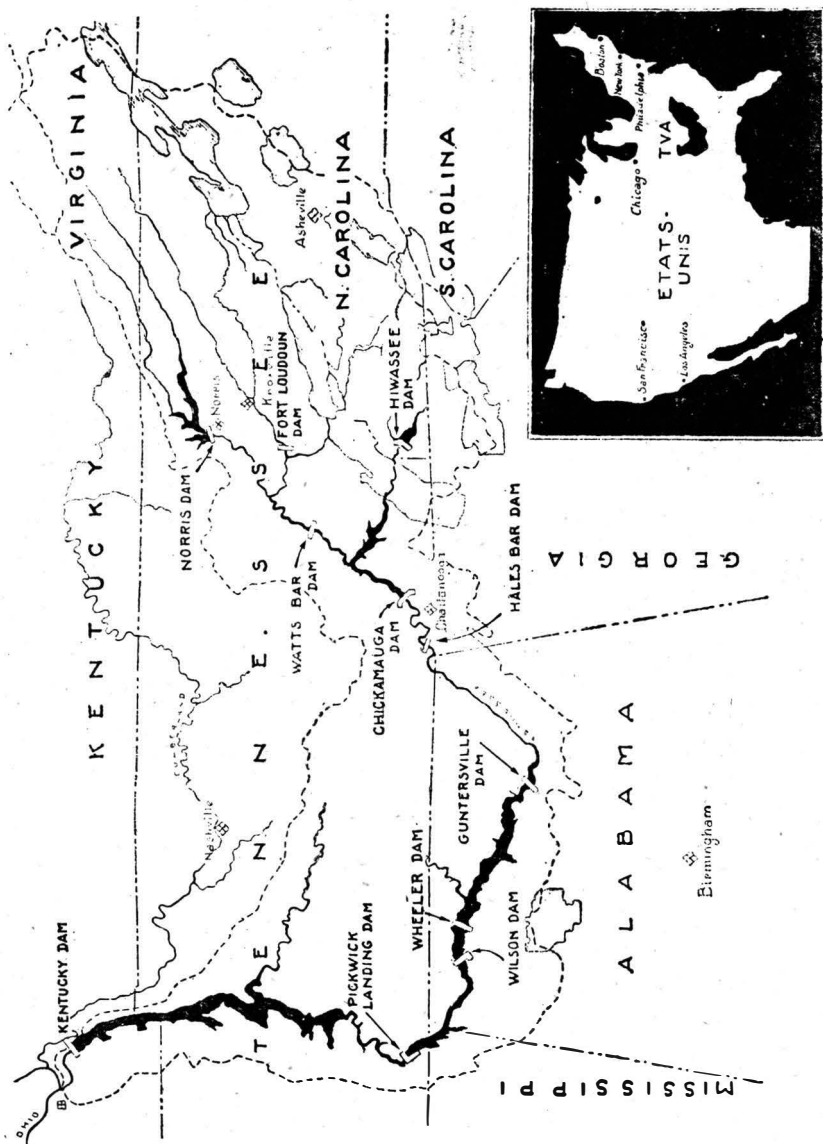 VIRGINIA
KENTUCKY
TENNESSEE
N. CAROLINA
S. CAROLINA
GEORGIA
ALABAMA
MISSISSIPPI
OHIO
KENTUCKY DAM
Nashville
NORRIS DAM
NORRIS
Knoxville
FORT LOUDOUN
DAM
Asheville
WATTS BAR
DAM
HIWASSEE
DAM
CHICKAMAUGA
DAM
Chattanooga
HALES BAR DAM
PICKWICK
LANDING DAM
WHEELER DAM
WILSON DAM
GUNTERSVILLE
DAM
Birmingham
Boston
New York
Philadelphia
Chicago
TVA
ETATS-
UNIS
San Francisco
Los Angeles